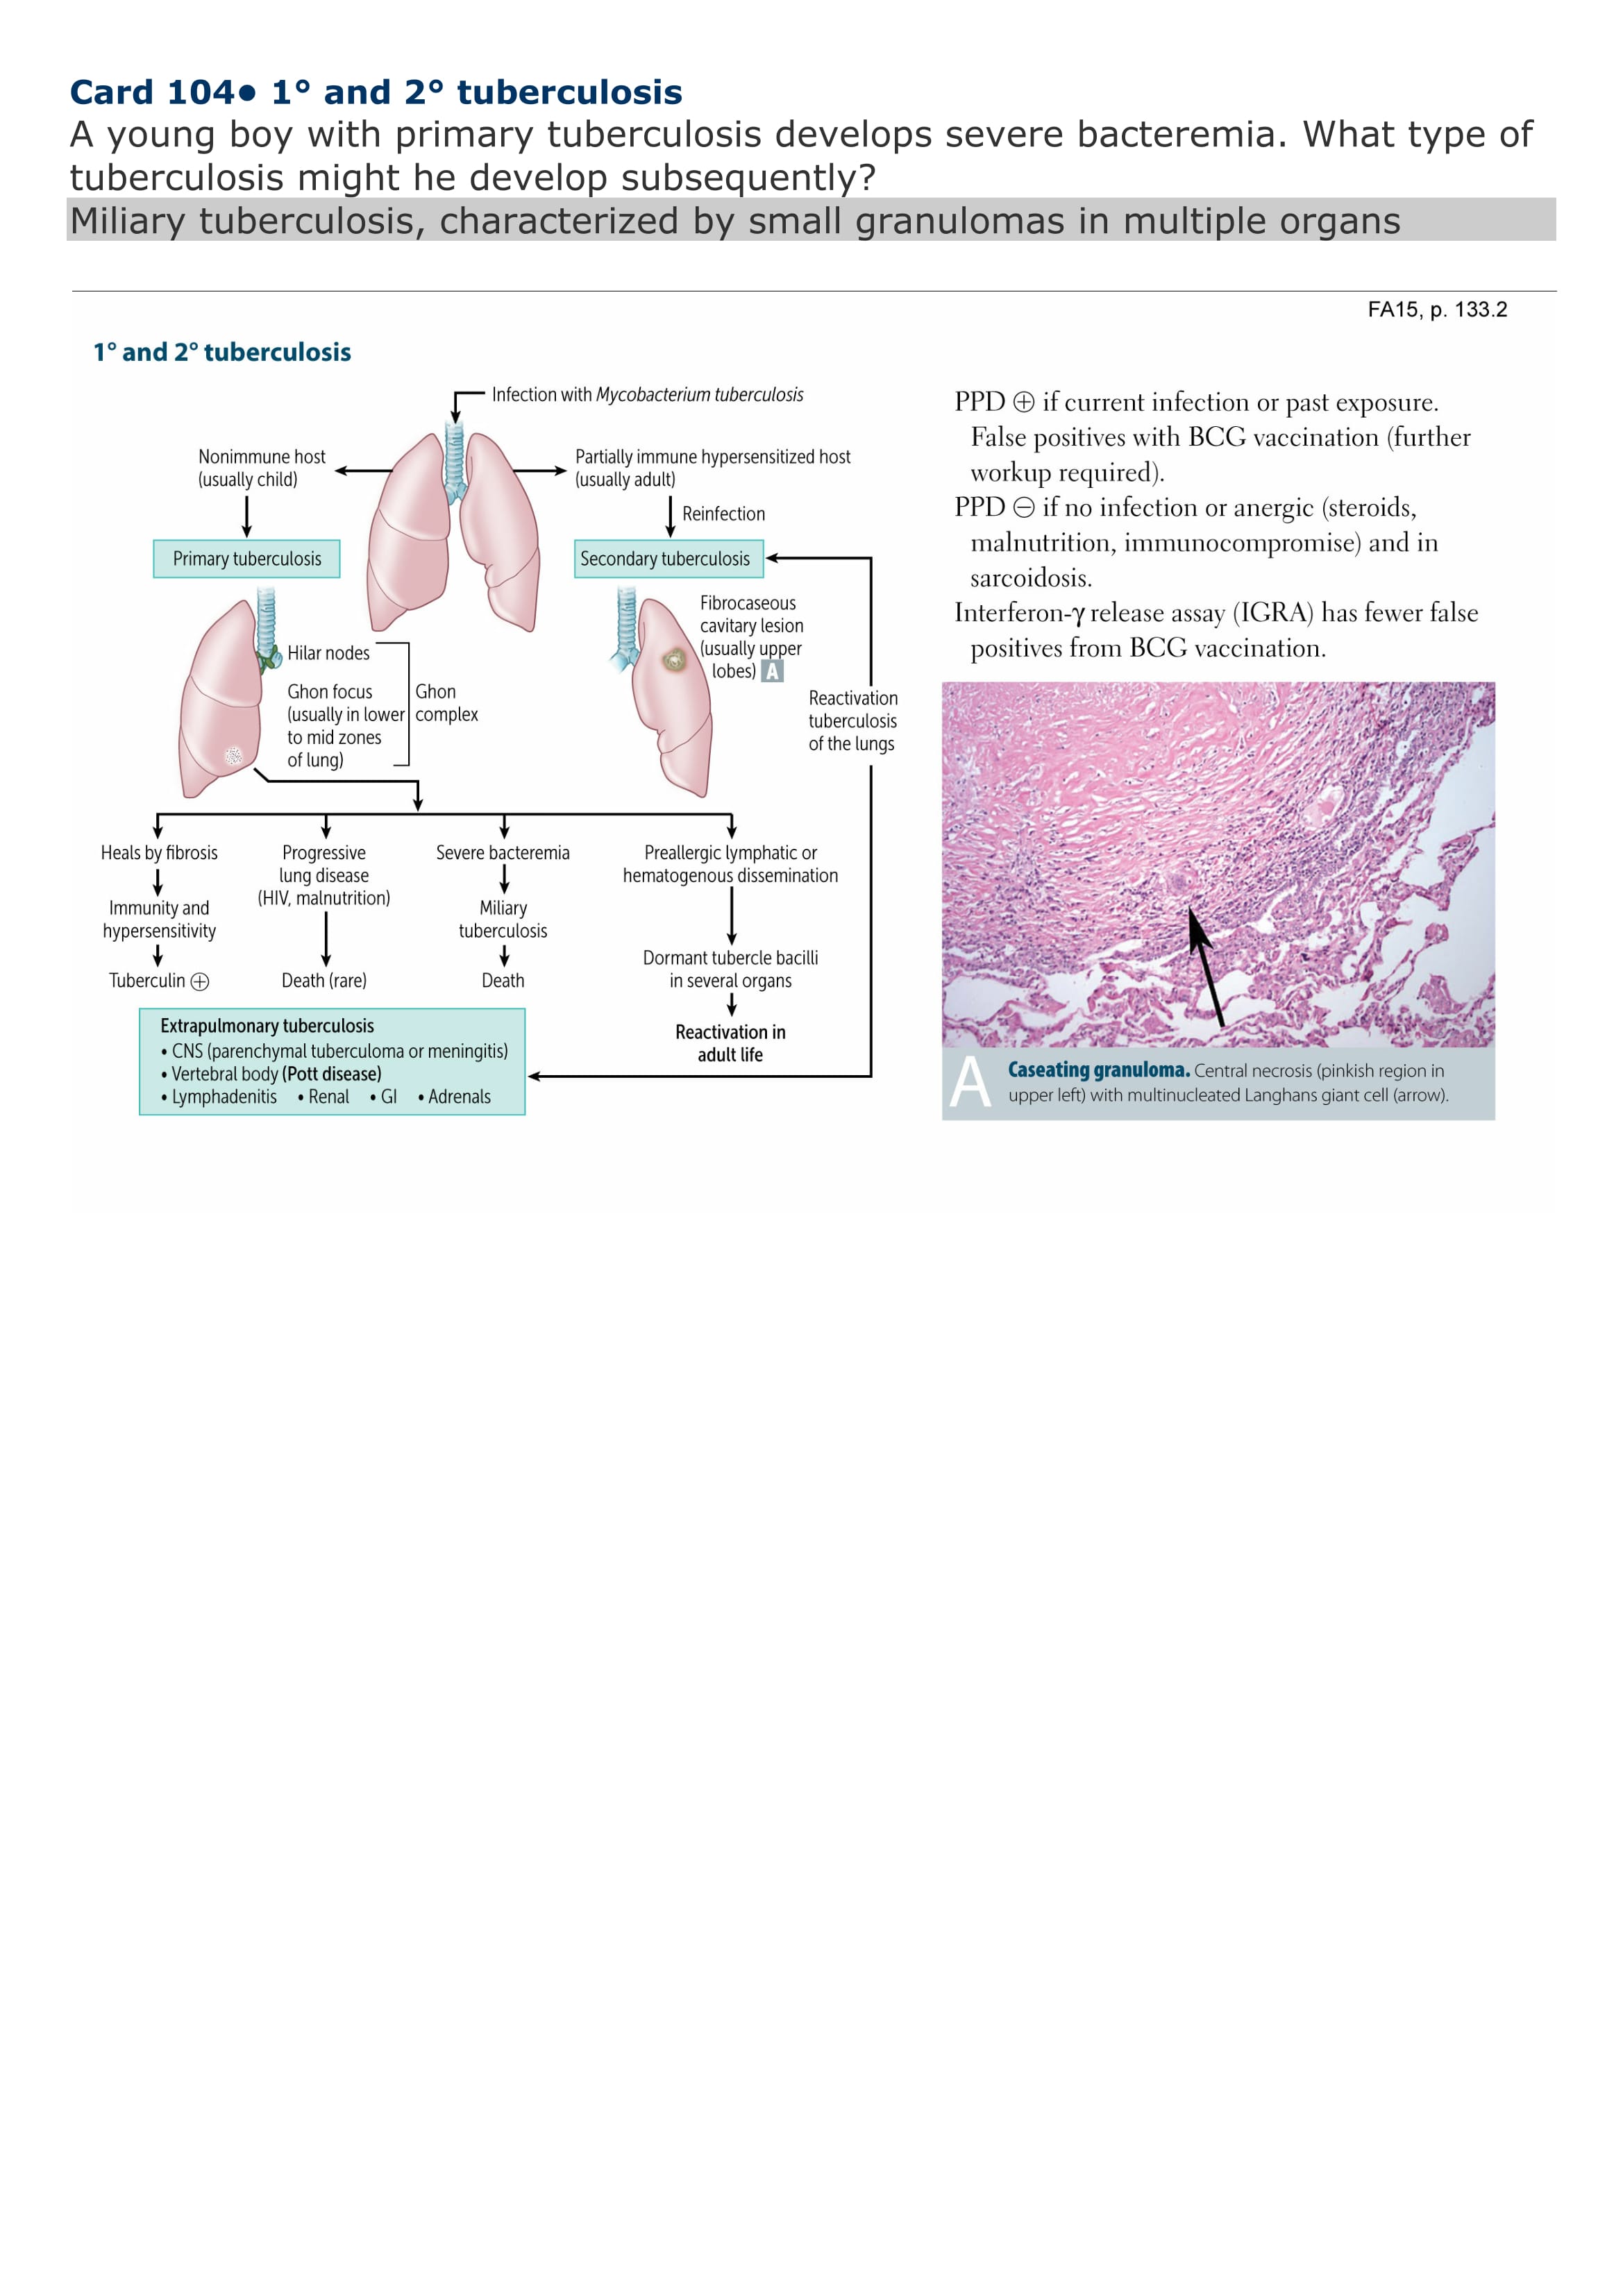 Card 104● 1° and 2° tuberculosis
A young boy with primary tuberculosis develops severe bacteremia. What type of
tuberculosis might he develop subsequently?
Miliary tuberculosis, characterized by small granulomas in multiple organs
FA15, p. 133.2
1° and 2° tuberculosis
Infection with Mycobacterium tuberculosis
Nonimmune host
(usually child)
Partially immune hypersensitized host
(usually adult)
Reinfection
Primary tuberculosis
Secondary tuberculosis
Fibrocaseous
cavitary lesion
(usually upper
lobes) A
Hilar nodes
Ghon focus
(usually in lower
to mid zones
of lung)
Ghon
complex
Reactivation
tuberculosis
of the lungs
Heals by fibrosis
Immunity and
hypersensitivity
Tuberculin ⊕
Progressive
lung disease
(HIV, malnutrition)
Death (rare)
Severe bacteremia
Miliary
tuberculosis
Death
Preallergic lymphatic or
hematogenous dissemination
Dormant tubercle bacilli
in several organs
Reactivation in
adult life
Extrapulmonary tuberculosis
• CNS (parenchymal tuberculoma or meningitis)
• Vertebral body (Pott disease)
• Lymphadenitis • Renal • GI • Adrenals
PPD ⊕ if current infection or past exposure.
False positives with BCG vaccination (further
workup required).
PPD ⊖ if no infection or anergic (steroids,
malnutrition, immunocompromise) and in
sarcoidosis.
Interferon-γ release assay (IGRA) has fewer false
positives from BCG vaccination.
A
Caseating granuloma. Central necrosis (pinkish region in
upper left) with multinucleated Langhans giant cell (arrow).